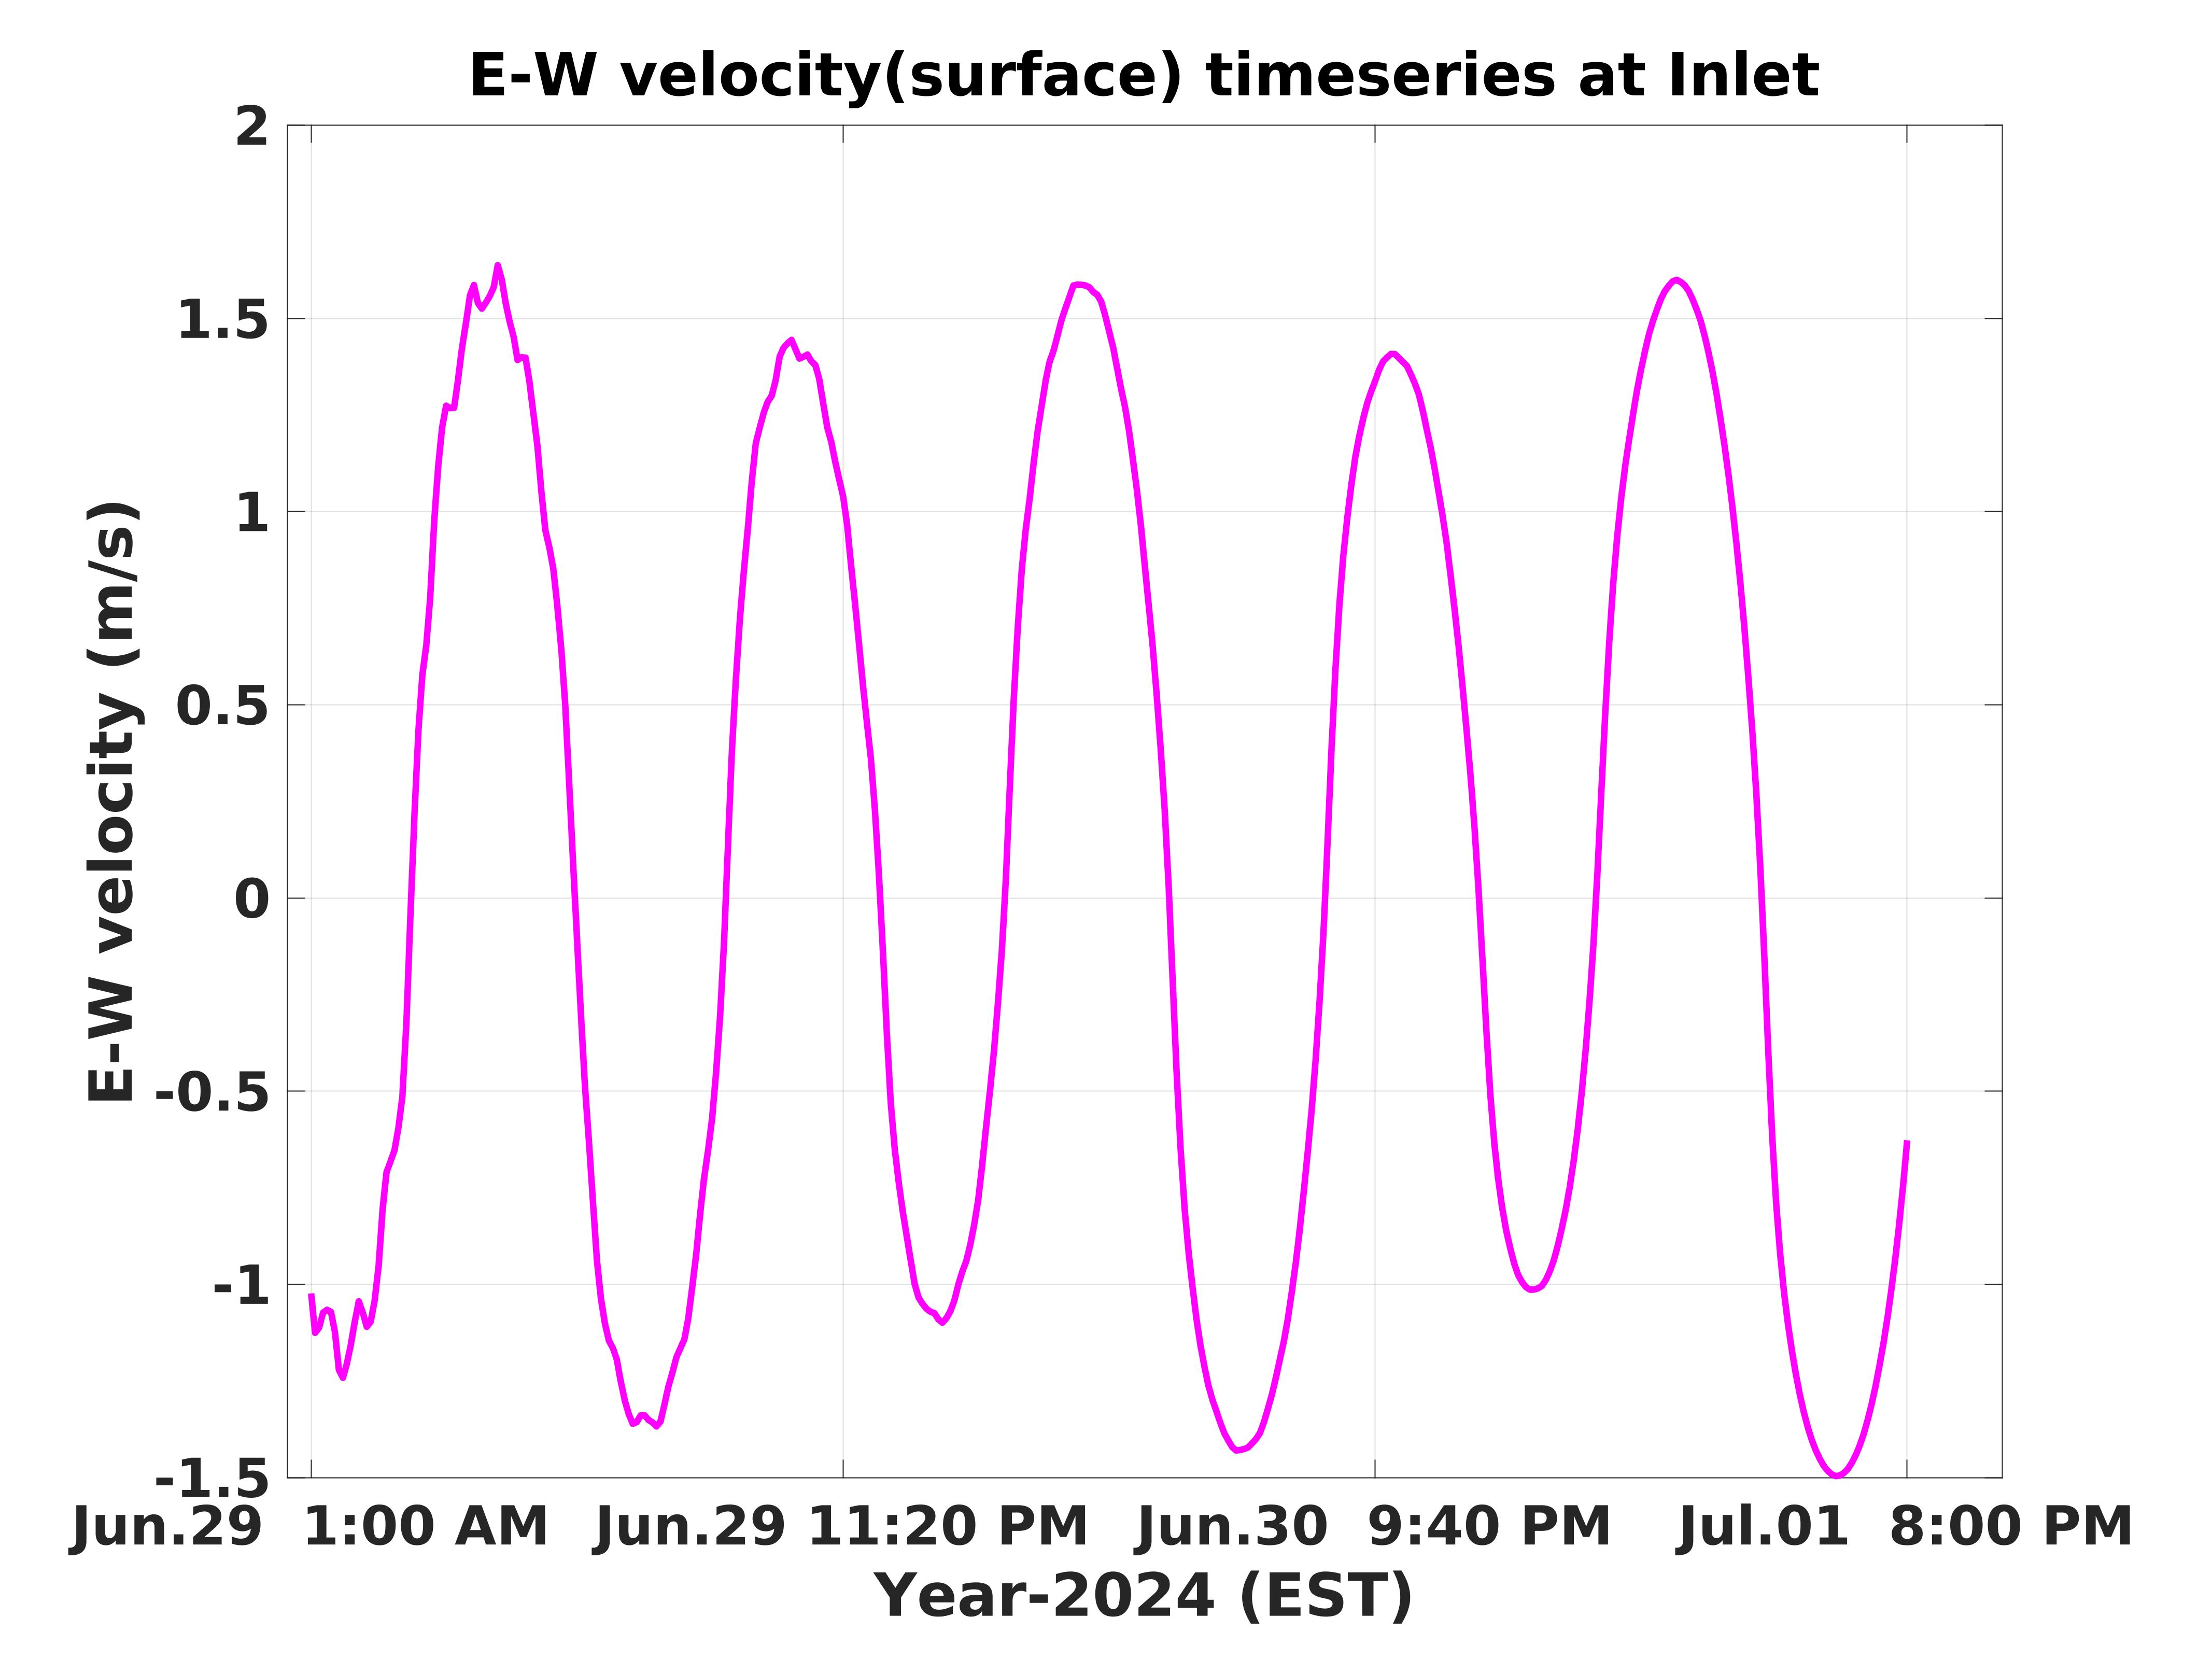 E-W velocity(surface) timeseries at Inlet
2
1.5
1
0.5
0
-0.5
-1
-1.5
E-W velocity (m/s)
Jun.29 1:00 AM Jun.29 11:20 PM Jun.30 9:40 PM Jul.01 8:00 PM
Year-2024 (EST)